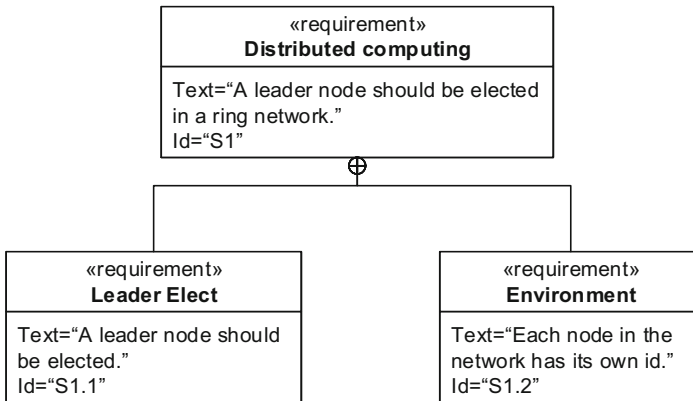 «requirement»
Distributed computing
Text=“A leader node should be elected
in a ring network.”
Id=“S1”
«requirement»
Leader Elect
Text=“A leader node should
be elected.”
Id=“S1.1”
«requirement»
Environment
Text=“Each node in the
network has its own id.”
Id=“S1.2”